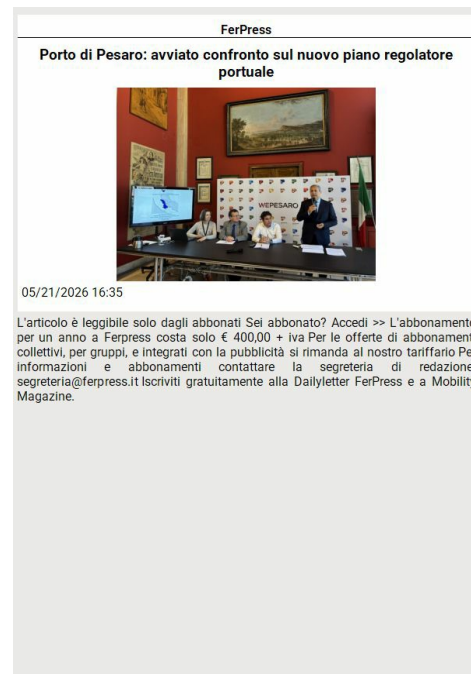 FerPress
Porto di Pesaro: avviato confronto sul nuovo piano regolatore
portuale
WEPESARO
05/21/2026 16:35
L'articolo è leggibile solo dagli abbonati Sei abbonato? Accedi >> L'abbonamento
per un anno a Ferpress costa solo € 400,00 + iva Per le offerte di abbonament
collettivi, per gruppi, e integrati con la pubblicità si rimanda al nostro tariffario Pe
informazioni e abbonamenti contattare la segreteria di redazione
segreteria@ferpress.it Iscriviti gratuitamente alla Dailyletter FerPress e a Mobility
Magazine.